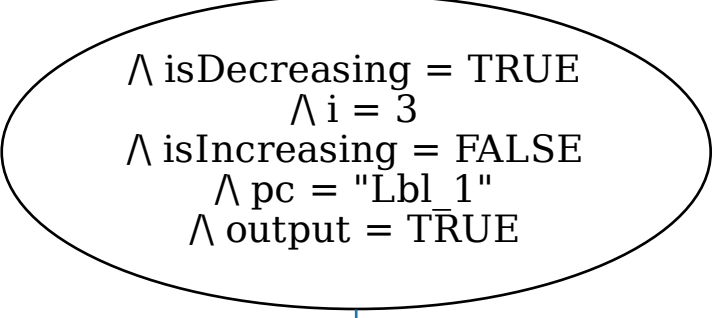 /\ isDecreasing = TRUE
/\ i = 3
/\ isIncreasing = FALSE
/\ pc = "Lbl_1"
/\ output = TRUE